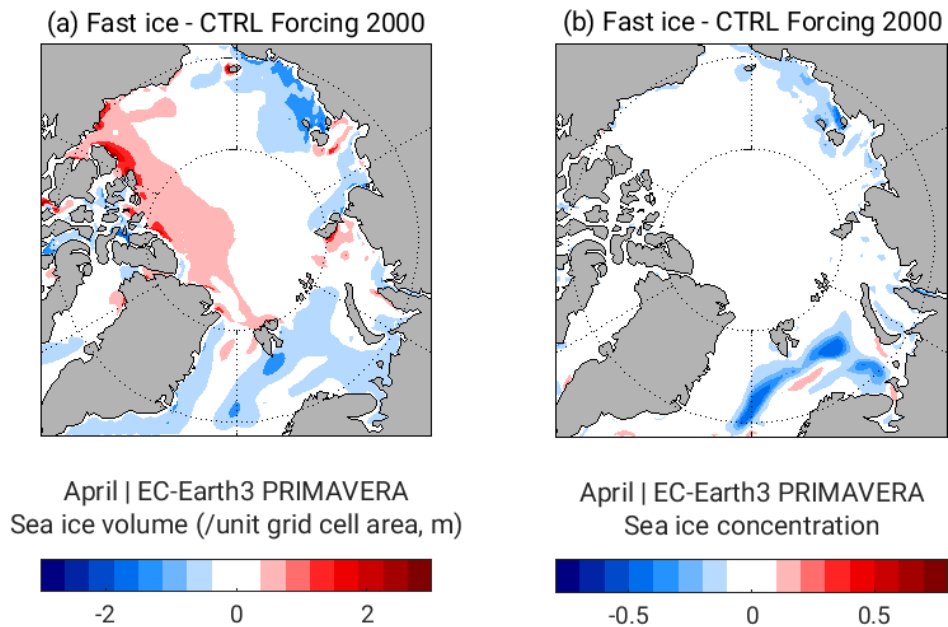 (a) Fast ice - CTRL Forcing 2000
(b) Fast ice - CTRL Forcing 2000
April | EC-Earth3 PRIMAVERA
Sea ice volume (/unit grid cell area, m)
-2 0 2
April | EC-Earth3 PRIMAVERA
Sea ice concentration
-0.5 0 0.5